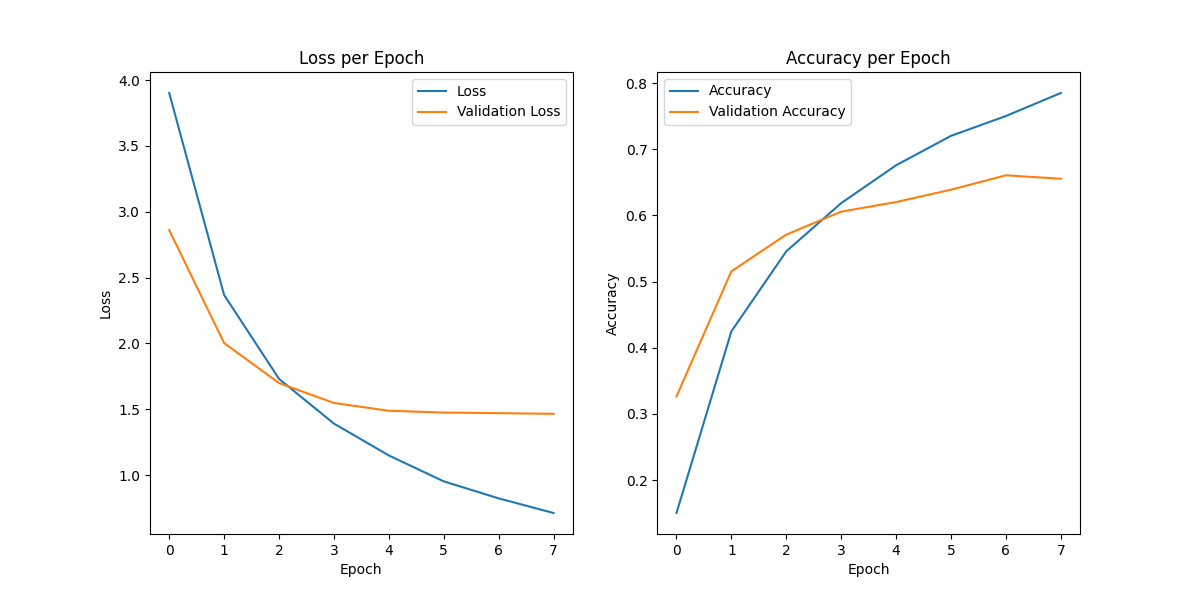 Loss per Epoch
4.0
3.5
3.0
2.5
2.0
1.5
1.0
Loss
Loss
Validation Loss
0 1 2 3 4 5 6 7
Epoch
Accuracy per Epoch
0.8
0.7
0.6
0.5
0.4
0.3
0.2
Accuracy
Accuracy
Validation Accuracy
0 1 2 3 4 5 6 7
Epoch